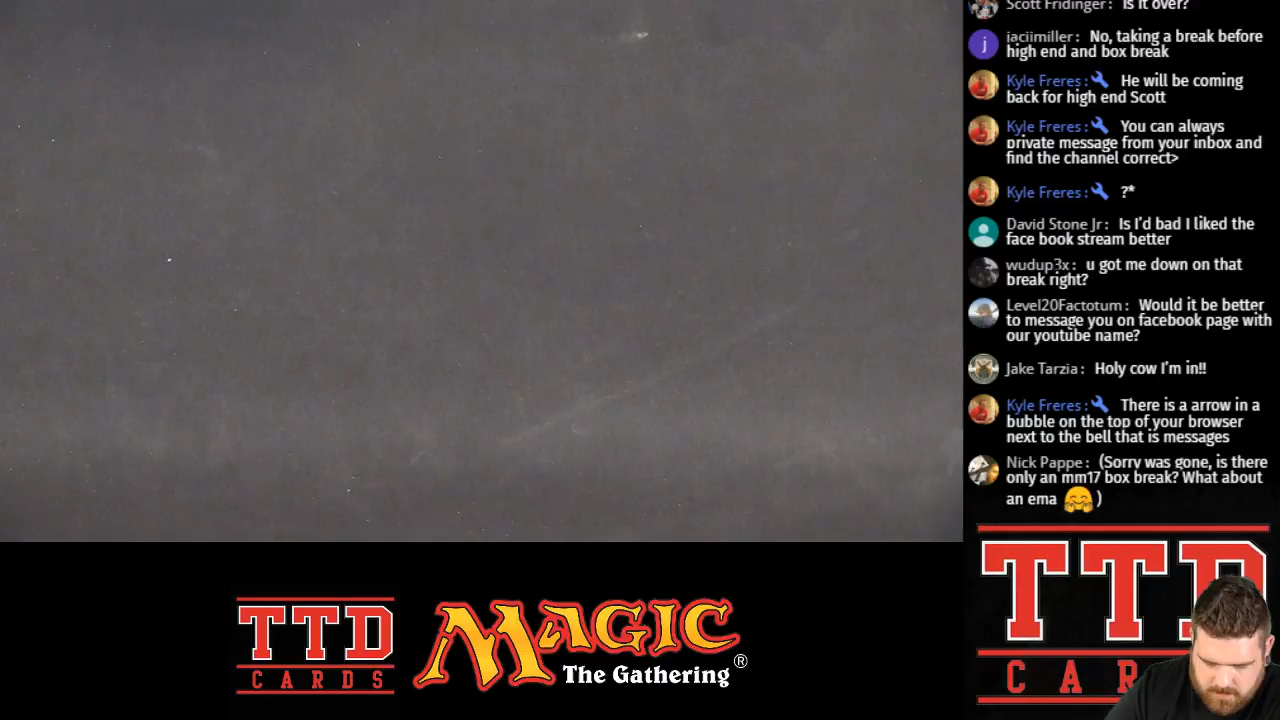 Scott Fridinger: Is it over?
j
jaciimiller: No, taking a break before
high end and box break
Kyle Freres: He will be coming
back for high end Scott
Kyle Freres: You can always
private message from your inbox and
find the channel correct>
Kyle Freres: ?*
David Stone Jr: Is I'd bad I liked the
face book stream better
wudup3x: u got me down on that
break right?
Level20Factotum: Would it be better
to message you on facebook page with
our youtube name?
Jake Tarzia: Holy cow I'm in!!
Kyle Freres: There is a arrow in a
bubble on the top of your browser
next to the bell that is messages
Nick Pappe: (Sorry was gone, is there
only an mm17 box break? What about
an ema 🤗)
TTD
CAR
TTD
CARDS
MAGIC
The Gathering®